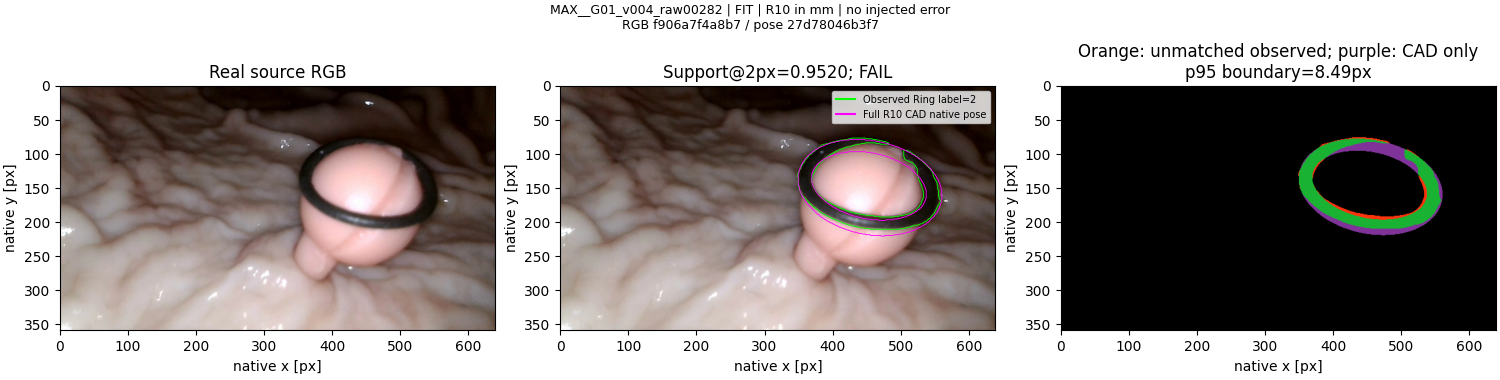 MAX__G01_v004_raw00282 | FIT | R10 in mm | no injected error
RGB f906a7f4a8b7 / pose 27d78046b3f7
Real source RGB
Support@2px=0.9520; FAIL
Orange: unmatched observed; purple: CAD only
p95 boundary=8.49px
Observed Ring label=2
Full R10 CAD native pose
native y [px]
0
50
100
150
200
250
300
350
0 100 200 300 400 500 600
native x [px]
native y [px]
0
50
100
150
200
250
300
350
0 100 200 300 400 500 600
native x [px]
native y [px]
0
50
100
150
200
250
300
350
0 100 200 300 400 500 600
native x [px]